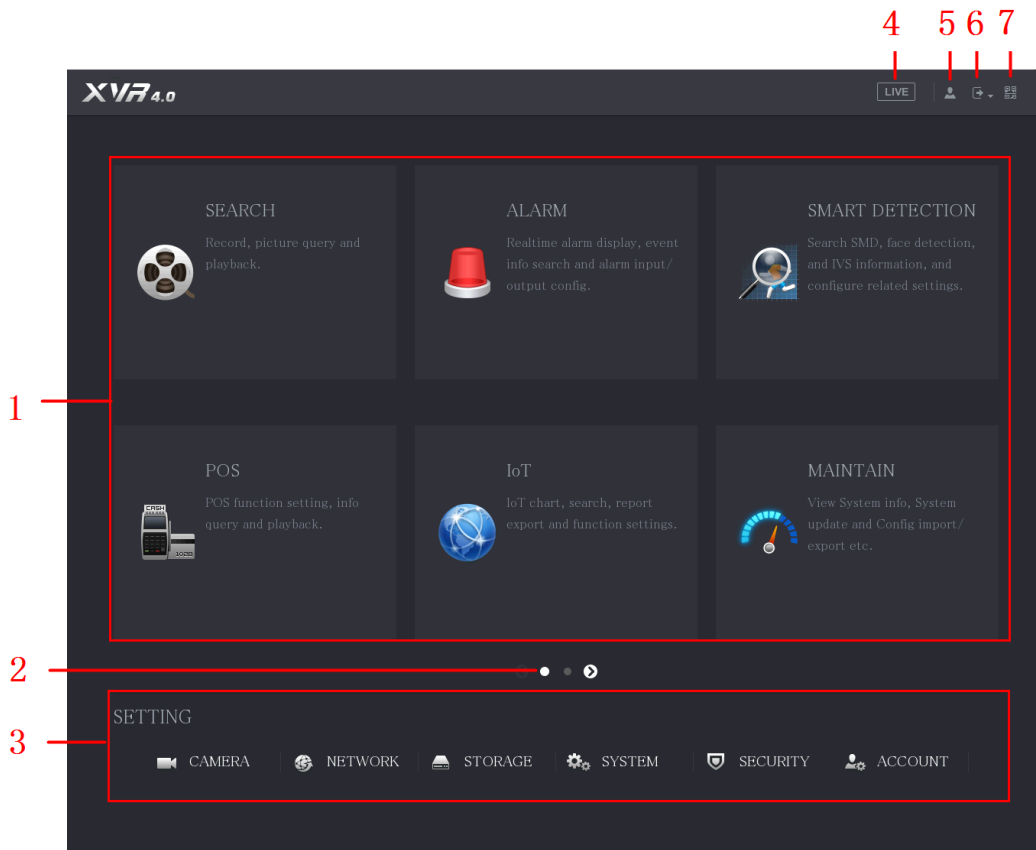 4 5 6 7
XVR 4.0
LIVE
SEARCH
Record, picture query and
playback.
ALARM
Realtime alarm display, event
info search and alarm input/
output config.
SMART DETECTION
Search SMD, face detection,
and IVS information, and
configure related settings.
1
POS
POS function setting, info
query and playback.
CASH
1028
IoT
IoT chart, search, report
export and function settings.
MAINTAIN
View System info, System
update and Config import/
export etc.
2
SETTING
3
CAMERA NETWORK STORAGE SYSTEM SECURITY ACCOUNT